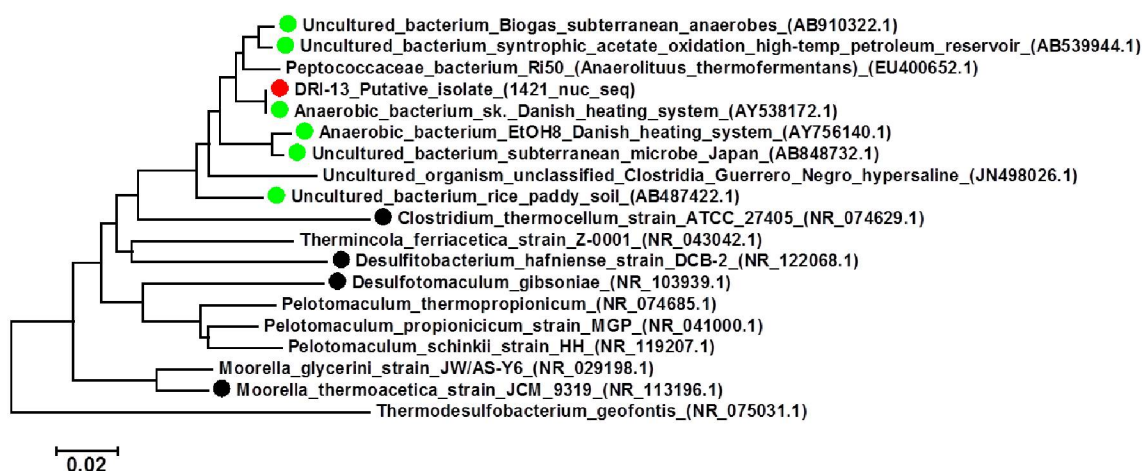 Uncultured_bacterium_Biogas_subterranean_anaerobes_(AB910322.1)
Uncultured_bacterium_syntrophic_acetate_oxidation_high-temp_petroleum_reservoir_(AB539944.1)
Peptococcaceae_bacterium_Ri50_(Anaerolituus_thermofermentans)_(EU400652.1)
DRI-13_Putative_isolate_(1421_nuc_seq)
Anaerobic_bacterium_sk._Danish_heating_system_(AY538172.1)
Anaerobic_bacterium_EtOH8_Danish_heating_system_(AY756140.1)
Uncultured_bacterium_subterranean_microbe_Japan_(AB848732.1)
Uncultured_organism_unclassified_Clostridia_Guerrero_Negro_hypersaline_(JN498026.1)
Uncultured_bacterium_rice_paddy_soil_(AB487422.1)
Clostridium_thermocellum_strain_ATCC_27405_(NR_074629.1)
Thermincola_ferriacetica_strain_Z-0001_(NR_043042.1)
Desulfitobacterium_hafniense_strain_DCB-2_(NR_122068.1)
Desulfotomaculum_gibsoniae_(NR_103939.1)
Pelotomaculum_thermopropionicum_(NR_074685.1)
Pelotomaculum_propionicicum_strain_MGP_(NR_041000.1)
Pelotomaculum_schinkii_strain_HH_(NR_119207.1)
Moorella_glycerini_strain_JW/AS-Y6_(NR_029198.1)
Moorella_thermoacetica_strain_JCM_9319_(NR_113196.1)
Thermodesulfobacterium_geofontis_(NR_075031.1)
0.02